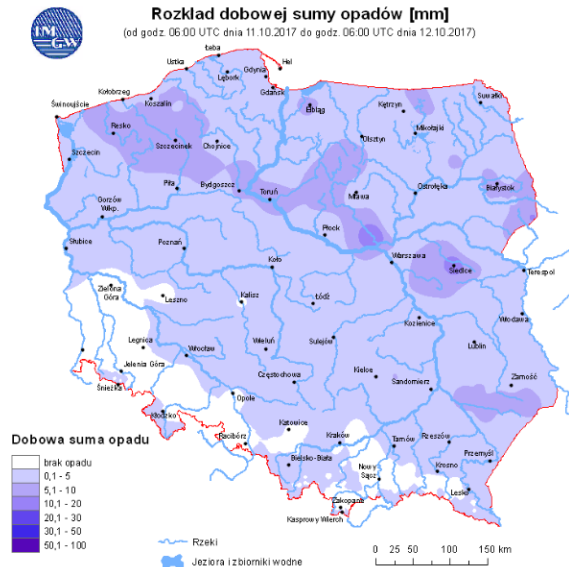 Rozkład dobowej sumy opadów [mm]
(od godz. 06:00 UTC dnia 11.10.2017 do godz. 06:00 UTC dnia 12.10.2017)
IM
GW
Łeba
Ustka
Hel
Lębork
Gdynia
Gdańsk
Kołobrzeg
Koszalin
Świnoujście
Elbląg
Kętrzyn
Suwałki
Resko
Szczecinek
Chojnice
Olsztyn
Mikołajki
Szczecin
Piła
Bydgoszcz
Toruń
Mława
Ostrołęka
Białystok
Gorzów
Wlkp.
Płock
Słubice
Poznań
Koło
Warszawa
Siedlce
Terespol
Zielona
Góra
Leszno
Kalisz
Łódź
Kozienice
Włodawa
Legnica
Wrocław
Wieluń
Sulejów
Lublin
Jelenia Góra
Śnieżka
Częstochowa
Kielce
Sandomierz
Zamość
Kłodzko
Opole
Katowice
Kraków
Racibórz
Tarnów
Rzeszów
Bielsko-Biała
Nowy
Sącz
Krosno
Przemyśl
Lesko
Zakopane
Kasprowy Wierch
Dobowa suma opadu
brak opadu
0,1 - 5
5,1 - 10
10,1 - 20
20,1 - 30
30,1 - 50
50,1 - 100
Rzeki
Jeziora i zbiorniki wodne
0 25 50 100 150 km